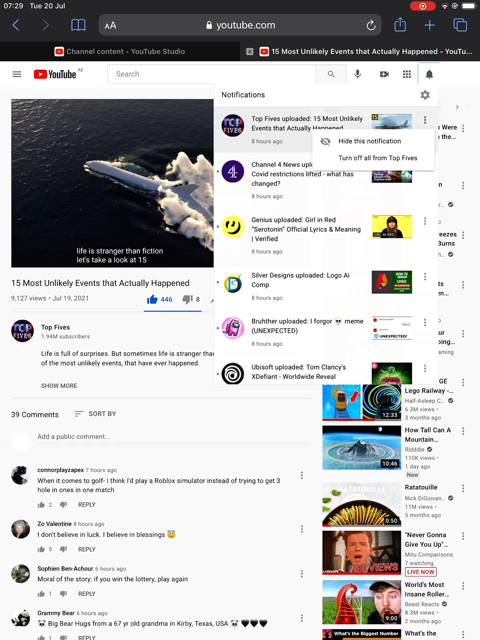 07:29 Tue 20 Jul
AA
youtube.com
Channel content - YouTube Studio
15 Most Unlikely Events that Actually Happened - YouTu...
YouTube
AE
Search
Notifications
Top Fives uploaded: 15 Most Unlikely
Events that Actually Happened
8 hours ago
Hide this notification
Turn off all from Top Fives
Channel 4 News
Covid restrictions lifted - what has
changed?
8 hours ago
Genius uploaded: Girl in Red
"Serotonin" Official Lyrics & Meaning
| Verified
8 hours ago
Silver Designs uploaded: Logo Ai
Comp
8 hours ago
Bruhther uploaded: I forgor 💀 meme
(UNEXPECTED)
8 hours ago
Ubisoft uploaded: Tom Clancy's
XDefiant - Worldwide Reveal
life is stranger than fiction
let's take a look at 15
15 Most Unlikely Events that Actually Happened
9,127 views • Jul 19, 2021
446
8
Top Fives
1.94M subscribers
Life is full of surprises. But sometimes life is stranger
of the most unlikely events, that have ever happened.
SHOW MORE
39 Comments
SORT BY
Add a public comment...
connorplayzapex 7 hours ago
When it comes to golf- I think I'd play a Roblox simulator instead of trying to get 3
hole in ones in one match
2
REPLY
Zo Valentine 8 hours ago
I don't believe in luck. I believe in blessings 😇
5
REPLY
Sophien Ben-Achour 6 hours ago
Moral of the story: if you win the lottery, play again
1
REPLY
Grammy Bear 6 hours ago
🐼 Big Bear Hugs from a 67 yr old grandma in Kirby, Texas, USA 🐼 🖤🖤🖤🖤
1
REPLY
Lego Railway -
Half-Asleep C..
6.3M views •
3 months ago
12:33
How Tall Can A
Mountain...
Ridddle
110K views •
1 day ago
New
10:46
Ratatouille
Nick DiGiovan..
11M views •
5 months ago
RATATOUILLE
0:50
"Never Gonna
Give You Up"...
Mitu Comparisons
7 watching
LIVE NOW
VIEWS
World's Most
Insane Roller...
Beast Reacts
8.3M views •
2 months ago
9:00
What's the
What's the Biggest Number